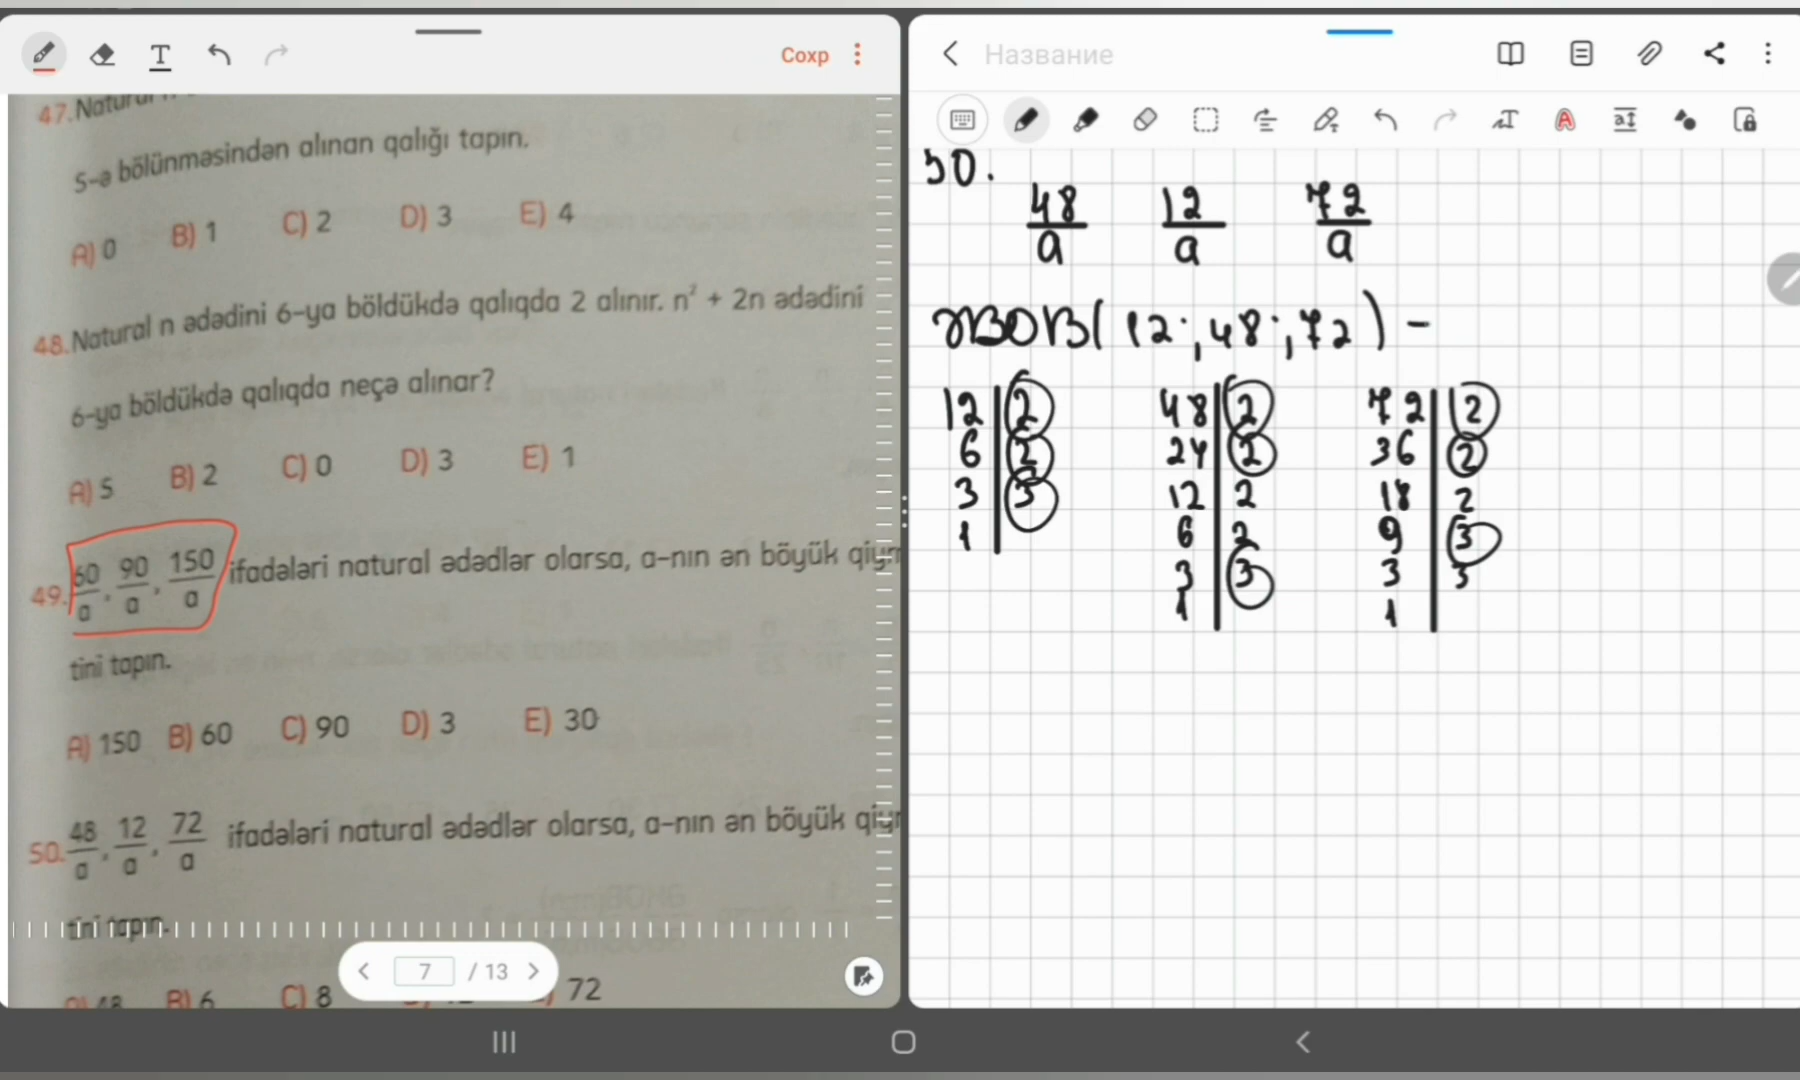 Сохр
47. Natural n
5-ə bölünməsindən alınan qalığı tapın.
A) 0 B) 1 C) 2 D) 3 E) 4
48. Natural n ədədini 6-ya böldükdə qalıqda 2 alınır. n² + 2n ədədini
6-ya böldükdə qalıqda neçə alınar?
A) 5 B) 2 C) 0 D) 3 E) 1
49. 60/a, 90/a, 150/a ifadələri natural ədədlər olarsa, a-nın ən böyük qiym
tini tapın.
A) 150 B) 60 C) 90 D) 3 E) 30
50. 48/a, 12/a, 72/a ifadələri natural ədədlər olarsa, a-nın ən böyük qiym
tini tapın.
A) 48 B) 6 C) 8 72
7 / 13
Название
50.
48/a 12/a 72/a
ƏBOB( 12 ; 48 ; 72 ) -
12 | 2 48 | 2 72 | 2
6 | 2 24 | 2 36 | 2
3 | 3 12 | 2 18 | 2
1 | 6 | 2 9 | 3
3 | 3 3 | 3
1 | 1 |